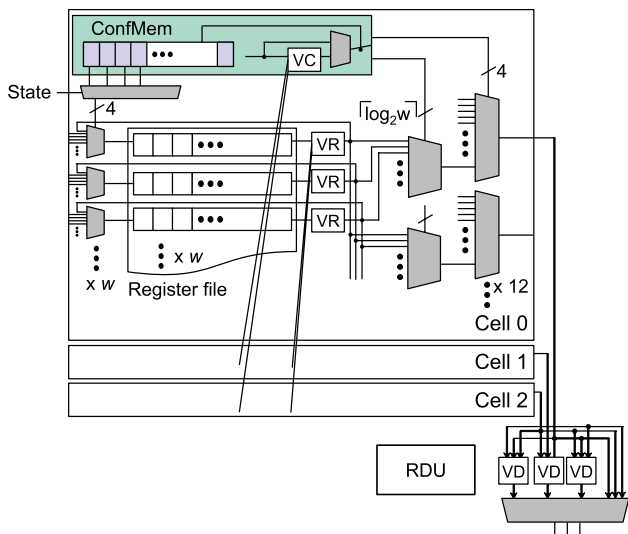 ConfMem
•••
VC
State
4
4
⌈log₂w⌉
•••
VR
•••
VR
•••
VR
x w
x w
Register file
x 12
Cell 0
Cell 1
Cell 2
RDU
VD VD VD